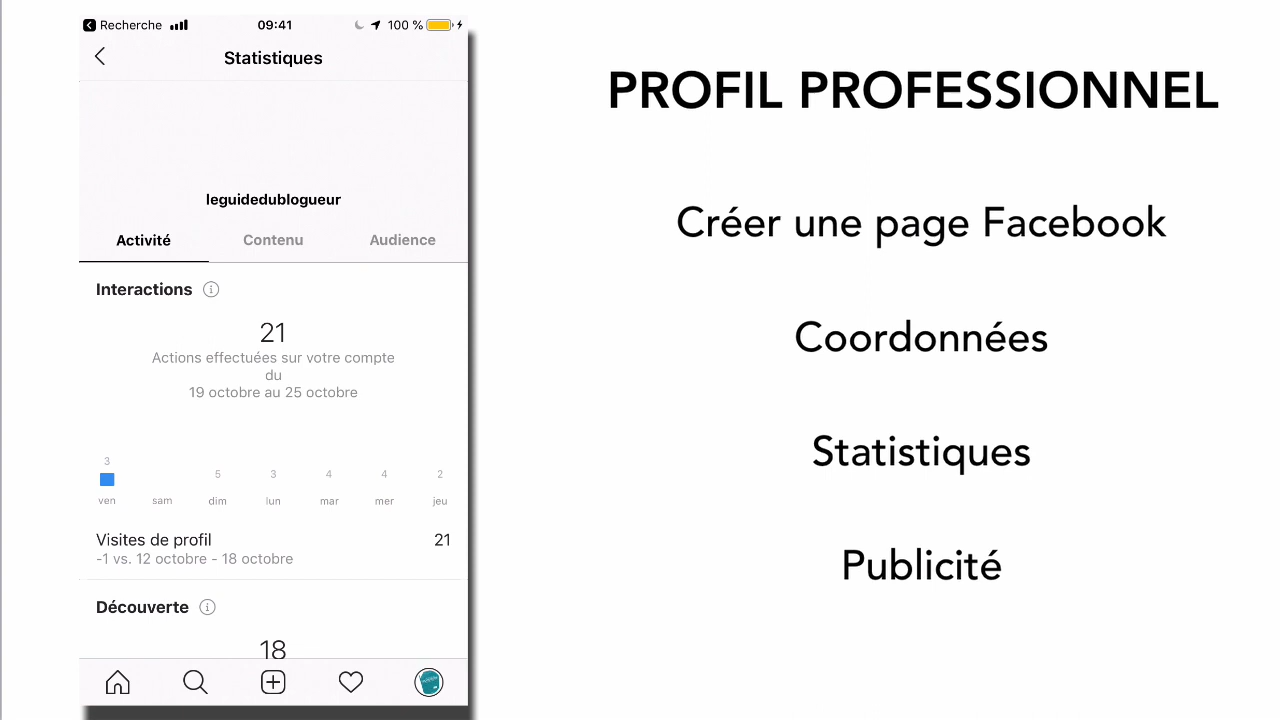 Recherche 09:41 100 %
Statistiques
leguidedublogueur
Activité Contenu Audience
Interactions
21
Actions effectuées sur votre compte
du
19 octobre au 25 octobre
3 5 3 4 4 2
ven sam dim lun mar mer jeu
Visites de profil 21
-1 vs. 12 octobre - 18 octobre
Découverte
18
PROFIL PROFESSIONNEL
Créer une page Facebook
Coordonnées
Statistiques
Publicité